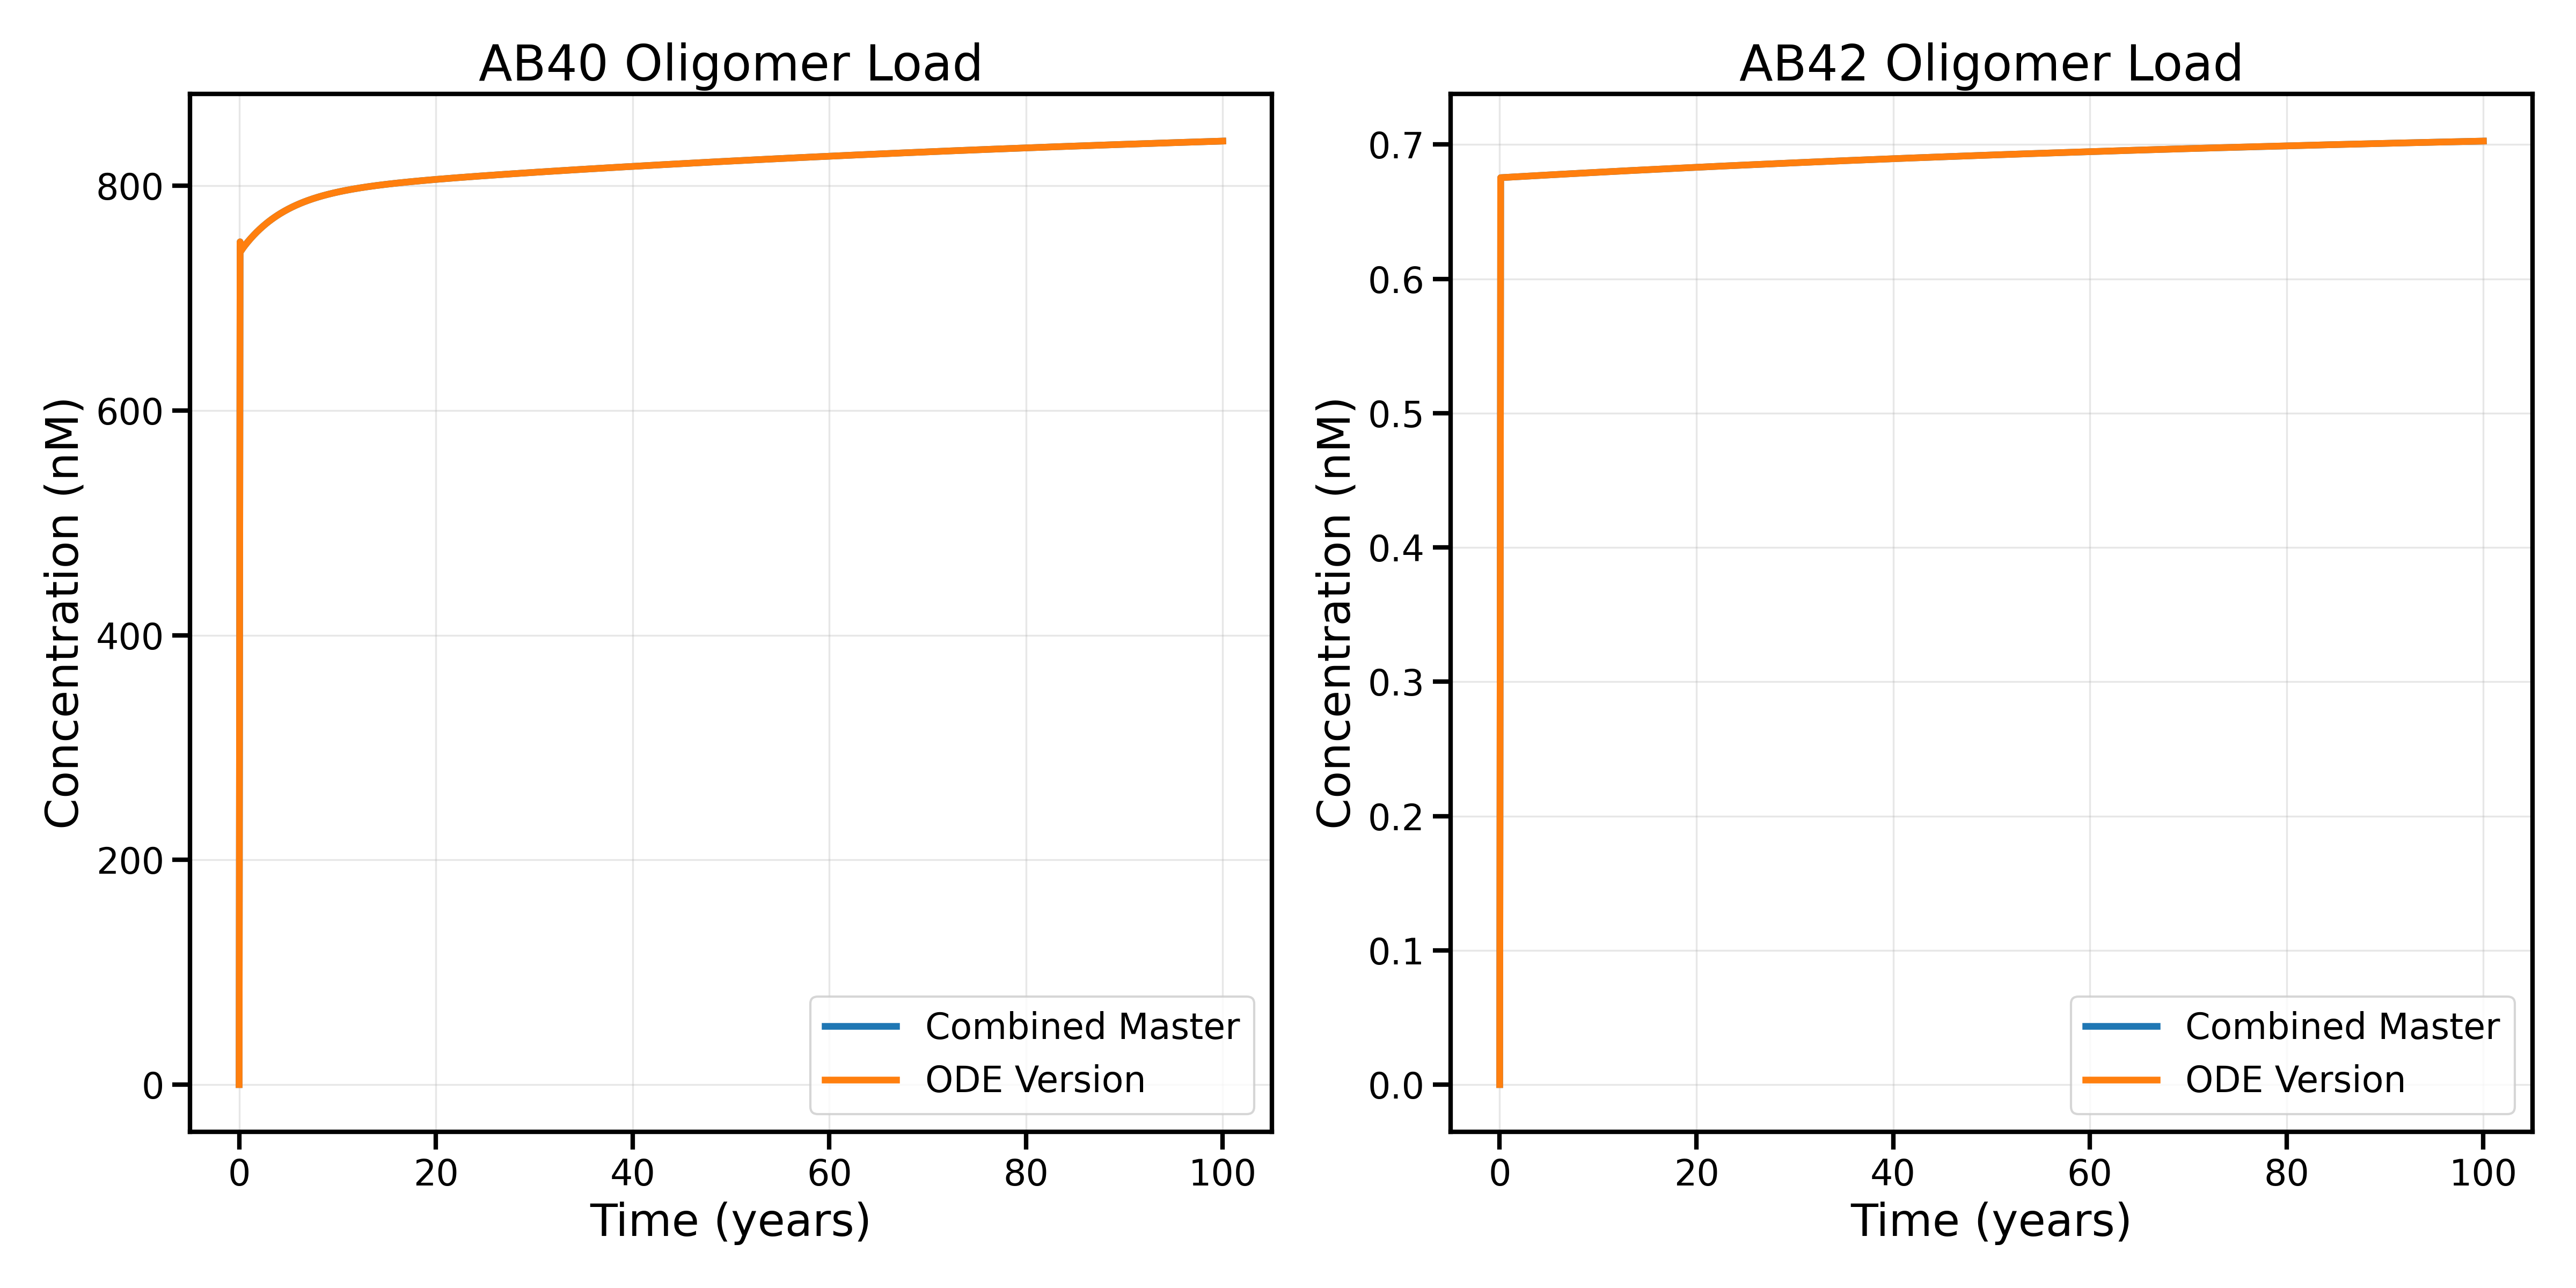 AB40 Oligomer Load
Concentration (nM)
800
600
400
200
0
0 20 40 60 80 100
Time (years)
Combined Master
ODE Version
AB42 Oligomer Load
Concentration (nM)
0.7
0.6
0.5
0.4
0.3
0.2
0.1
0.0
0 20 40 60 80 100
Time (years)
Combined Master
ODE Version